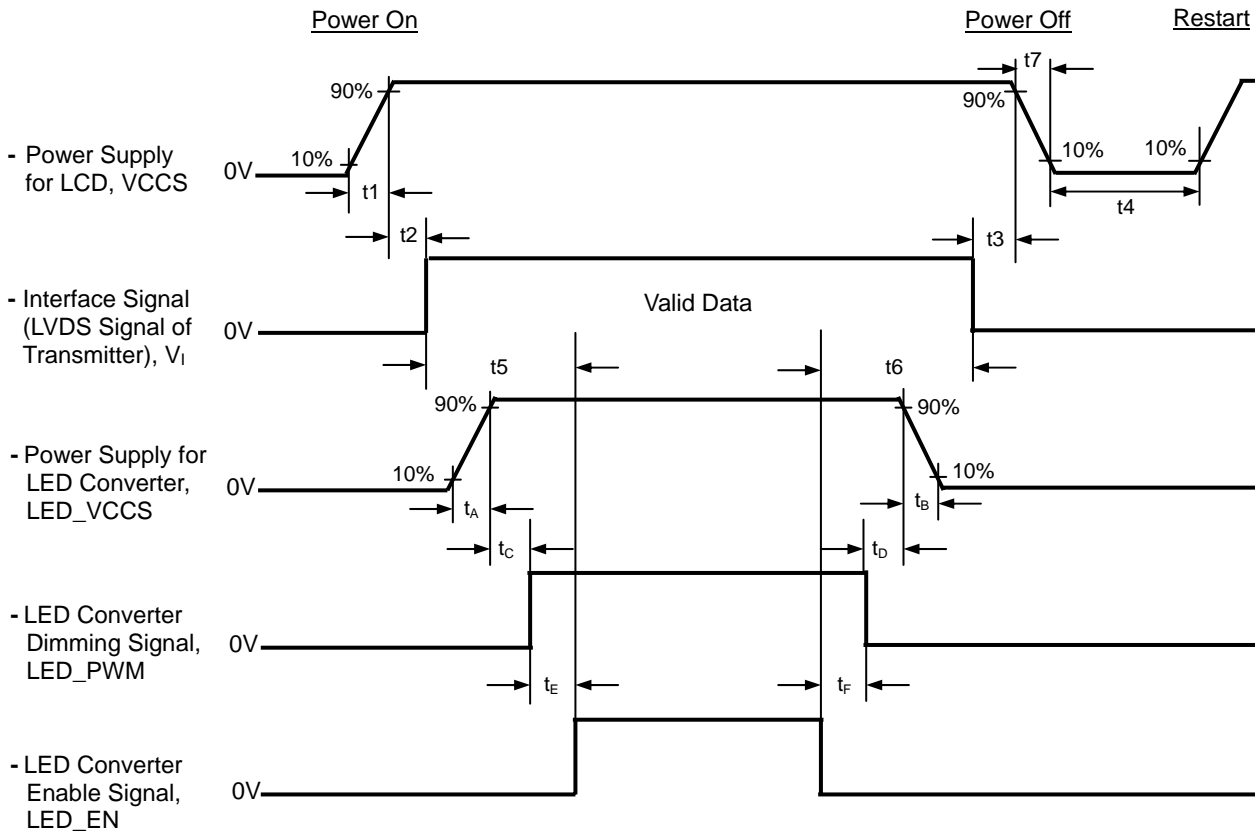 Power On
Power Off
Restart
t7
90%
90%
- Power Supply
for LCD, VCCS
0V
10%
10%
10%
t1
t4
t2
t3
- Interface Signal
(LVDS Signal of
Transmitter), VI
0V
Valid Data
t5
t6
90%
90%
- Power Supply for
LED Converter,
LED_VCCS
0V
10%
10%
tA
tB
tC
tD
- LED Converter
Dimming Signal,
LED_PWM
0V
tE
tF
- LED Converter
Enable Signal,
LED_EN
0V